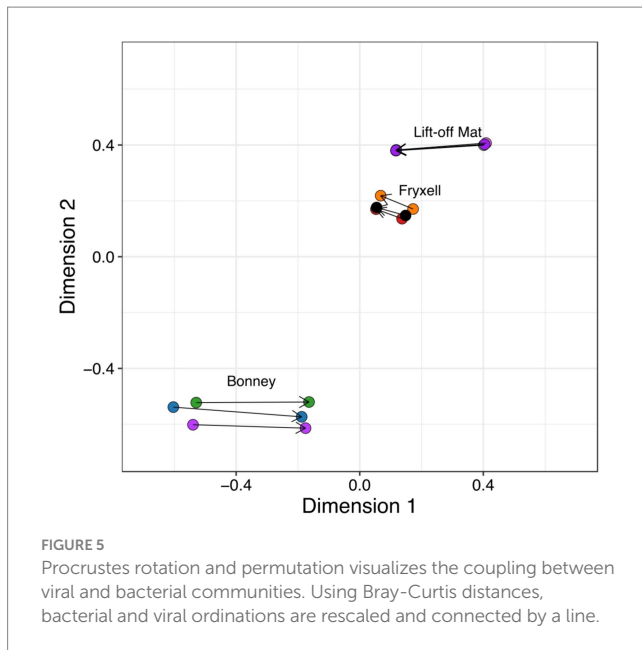 Lift-off Mat
0.4
Fryxell
Dimension 2
0.0
−0.4
Bonney
−0.4 0.0 0.4
Dimension 1
FIGURE 5
Procrustes rotation and permutation visualizes the coupling between
viral and bacterial communities. Using Bray-Curtis distances,
bacterial and viral ordinations are rescaled and connected by a line.